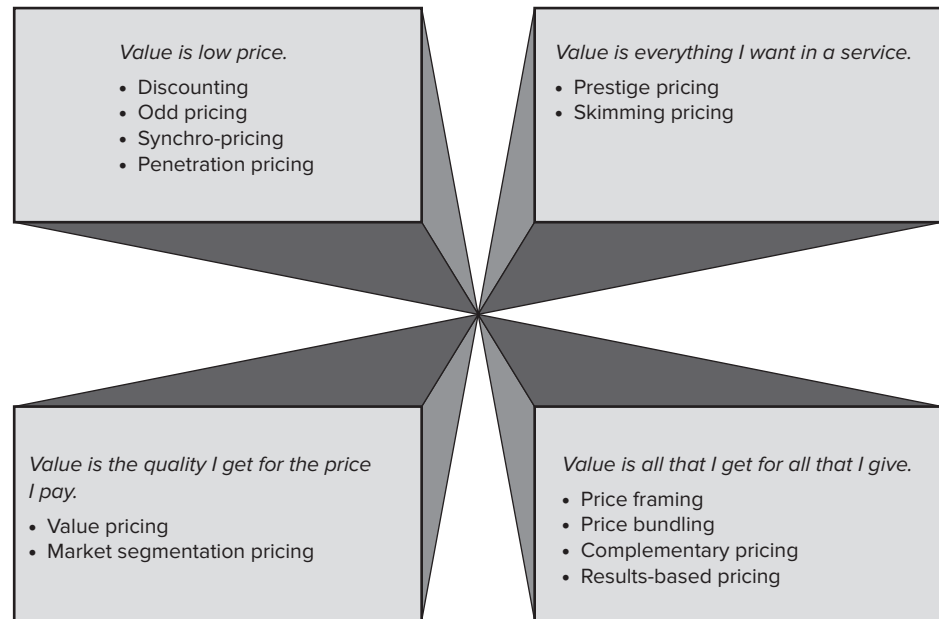 Value is low price.
• Discounting
• Odd pricing
• Synchro-pricing
• Penetration pricing
Value is everything I want in a service.
• Prestige pricing
• Skimming pricing
Value is the quality I get for the price
I pay.
• Value pricing
• Market segmentation pricing
Value is all that I get for all that I give.
• Price framing
• Price bundling
• Complementary pricing
• Results-based pricing